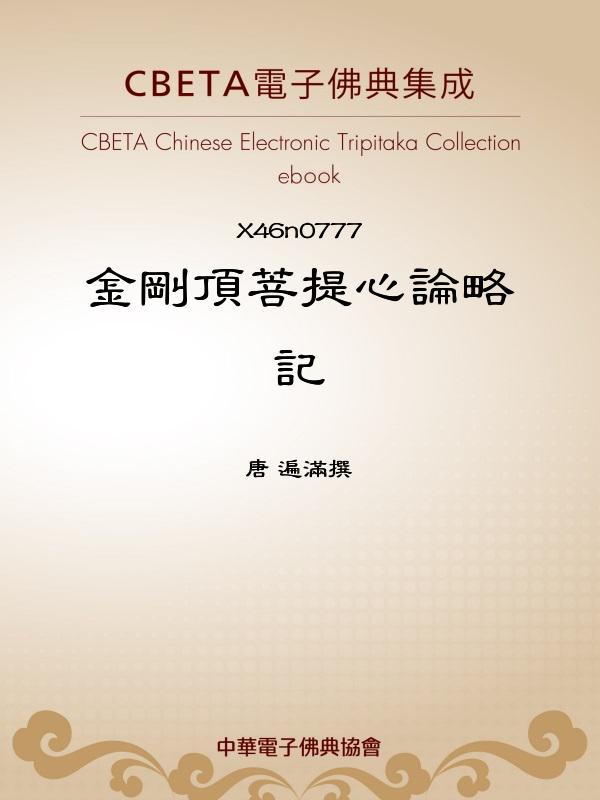 CBETA電子佛典集成
CBETA Chinese Electronic Tripitaka Collection
ebook
X46n0777
金剛頂菩提心論略
記
唐 遍滿撰
中華電子佛典協會